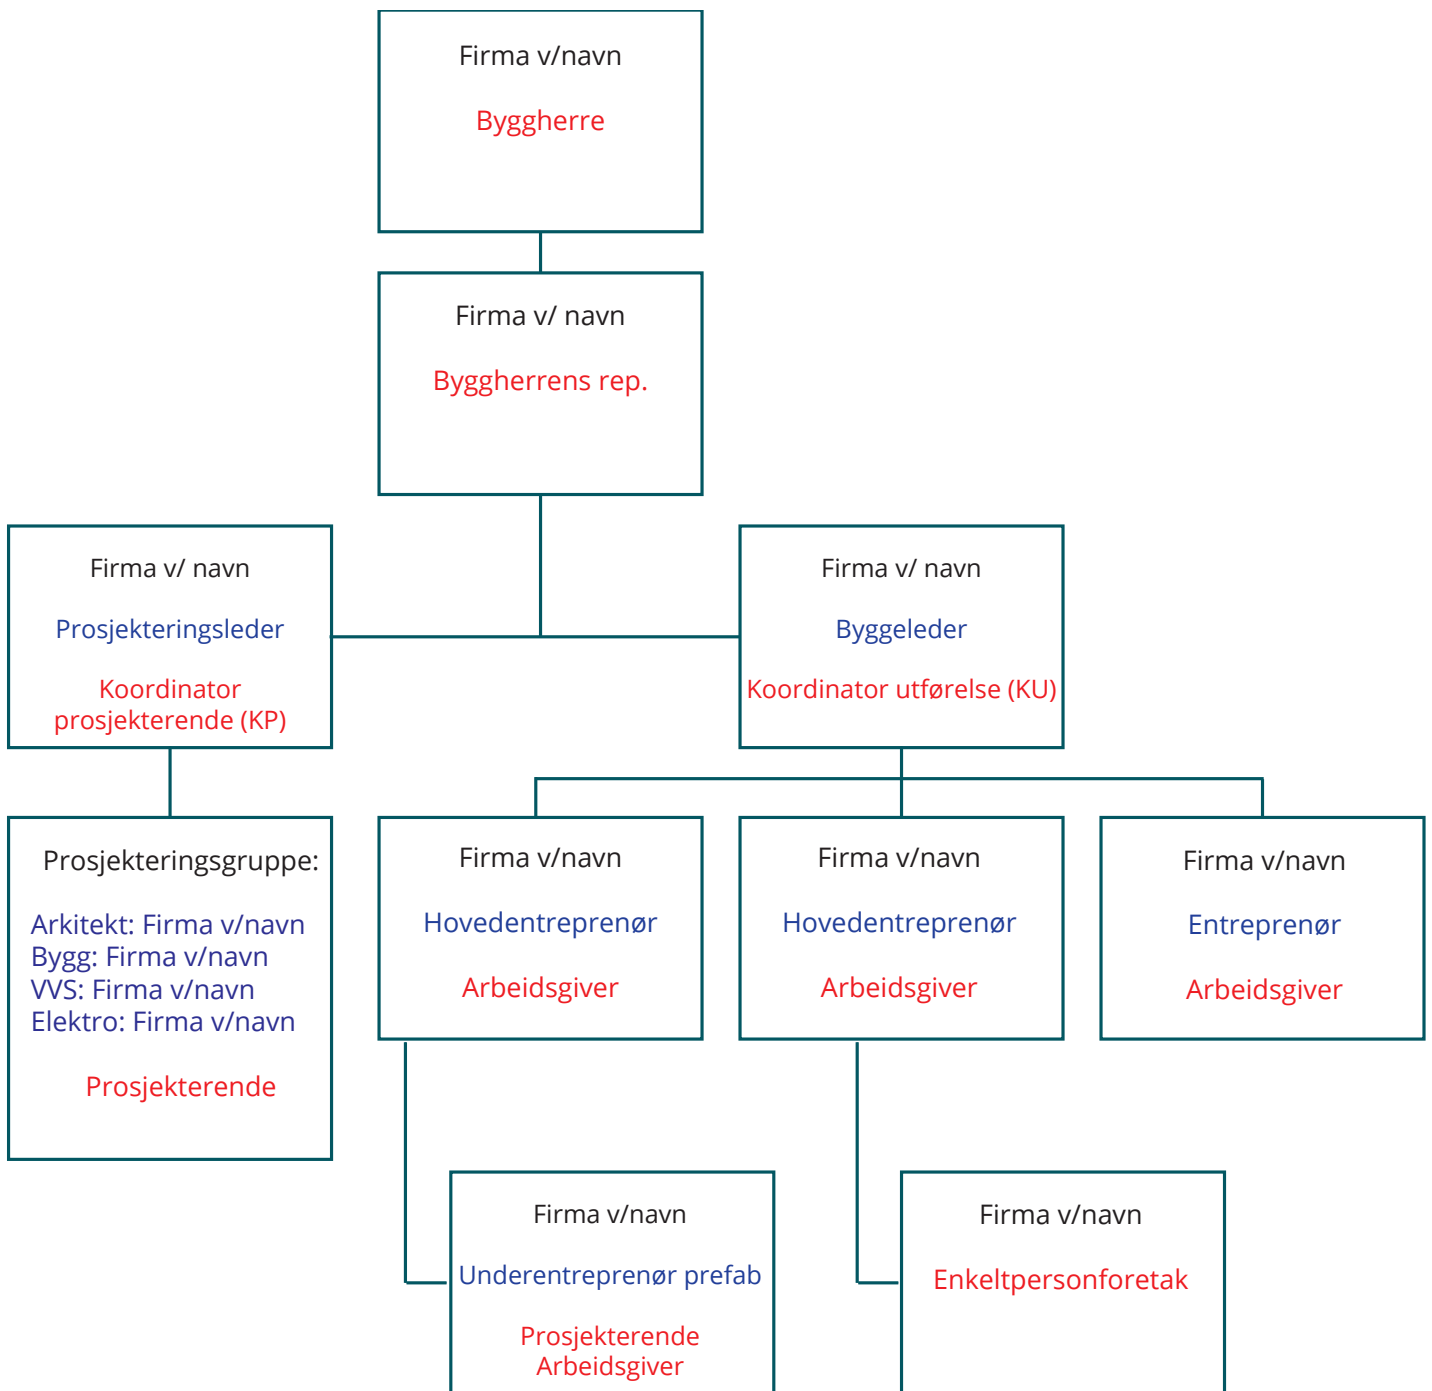 Firma v/navn
Byggherre
Firma v/ navn
Byggherrens rep.
Firma v/ navn
Prosjekteringsleder
Koordinator
prosjekterende (KP)
Firma v/ navn
Byggeleder
Koordinator utførelse (KU)
Prosjekteringsgruppe:
Arkitekt: Firma v/navn
Bygg: Firma v/navn
VVS: Firma v/navn
Elektro: Firma v/navn
Prosjekterende
Firma v/navn
Hovedentreprenør
Arbeidsgiver
Firma v/navn
Hovedentreprenør
Arbeidsgiver
Firma v/navn
Entreprenør
Arbeidsgiver
Firma v/navn
Underentreprenør prefab
Prosjekterende
Arbeidsgiver
Firma v/navn
Enkeltpersonforetak